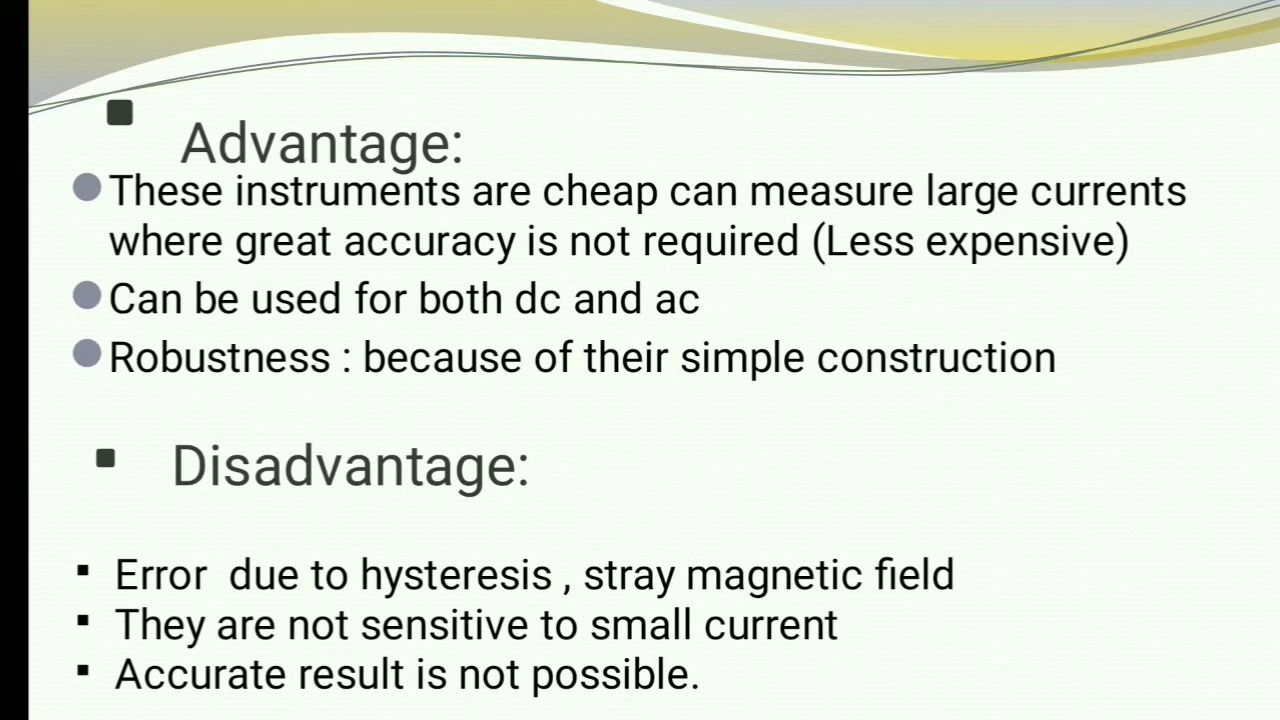 Advantage:
These instruments are cheap can measure large currents
where great accuracy is not required (Less expensive)
Can be used for both dc and ac
Robustness : because of their simple construction
Disadvantage:
Error due to hysteresis , stray magnetic field
They are not sensitive to small current
Accurate result is not possible.